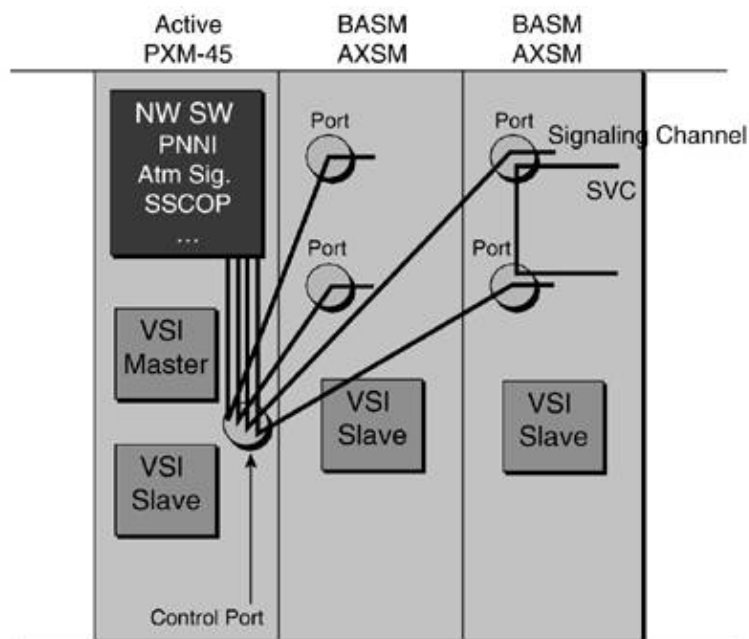 Active
PXM-45
BASM
AXSM
BASM
AXSM
NW SW
PNNI
Atm Sig.
SSCOP
...
Port
Port
Signaling Channel
SVC
Port
Port
VSI
Master
VSI
Slave
VSI
Slave
VSI
Slave
Control Port